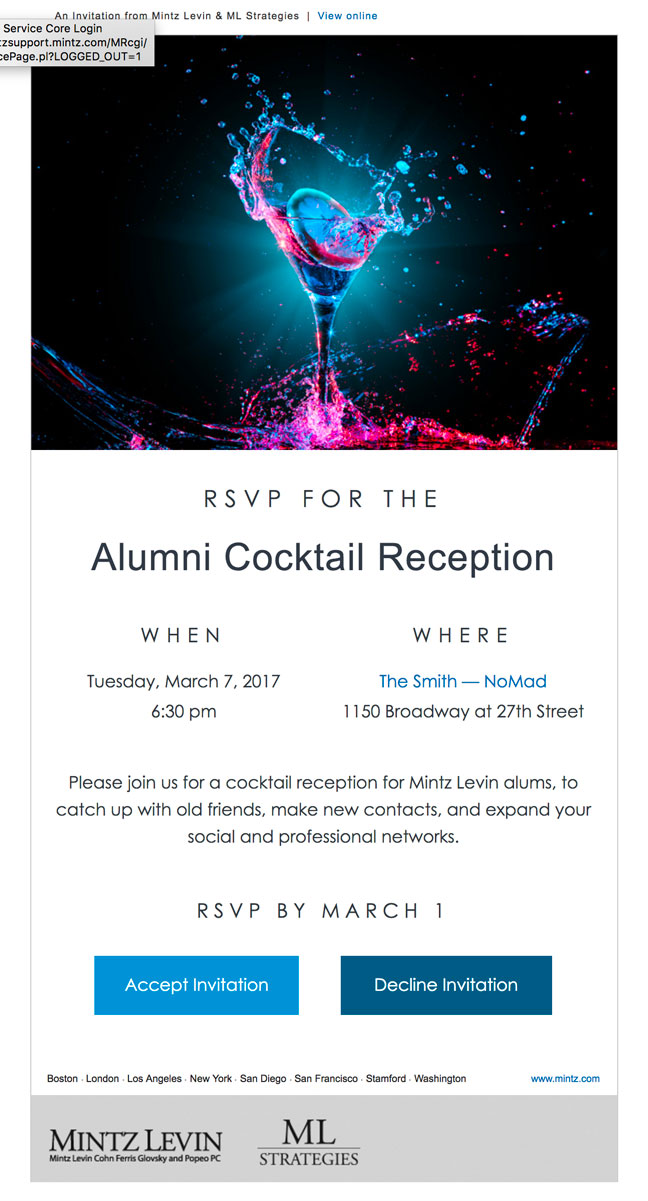 An Invitation from Mintz Levin & ML Strategies | View online
Service Core Login
zsupport.mintz.com/MRcgi/
cePage.pl?LOGGED_OUT=1
RSVP FOR THE
Alumni Cocktail Reception
WHEN
WHERE
Tuesday, March 7, 2017
The Smith — NoMad
6:30 pm
1150 Broadway at 27th Street
Please join us for a cocktail reception for Mintz Levin alums, to
catch up with old friends, make new contacts, and expand your
social and professional networks.
RSVP BY MARCH 1
Accept Invitation
Decline Invitation
Boston · London · Los Angeles · New York · San Diego · San Francisco · Stamford · Washington
www.mintz.com
MINTZ LEVIN
Mintz Levin Cohn Ferris Glovsky and Popeo PC
ML
STRATEGIES